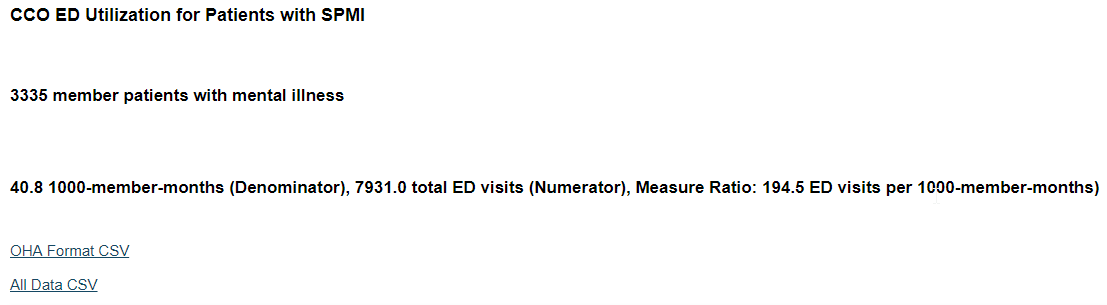 CCO ED Utilization for Patients with SPMI
3335 member patients with mental illness
40.8 1000-member-months (Denominator), 7931.0 total ED visits (Numerator), Measure Ratio: 194.5 ED visits per 1000-member-months)
OHA Format CSV
All Data CSV